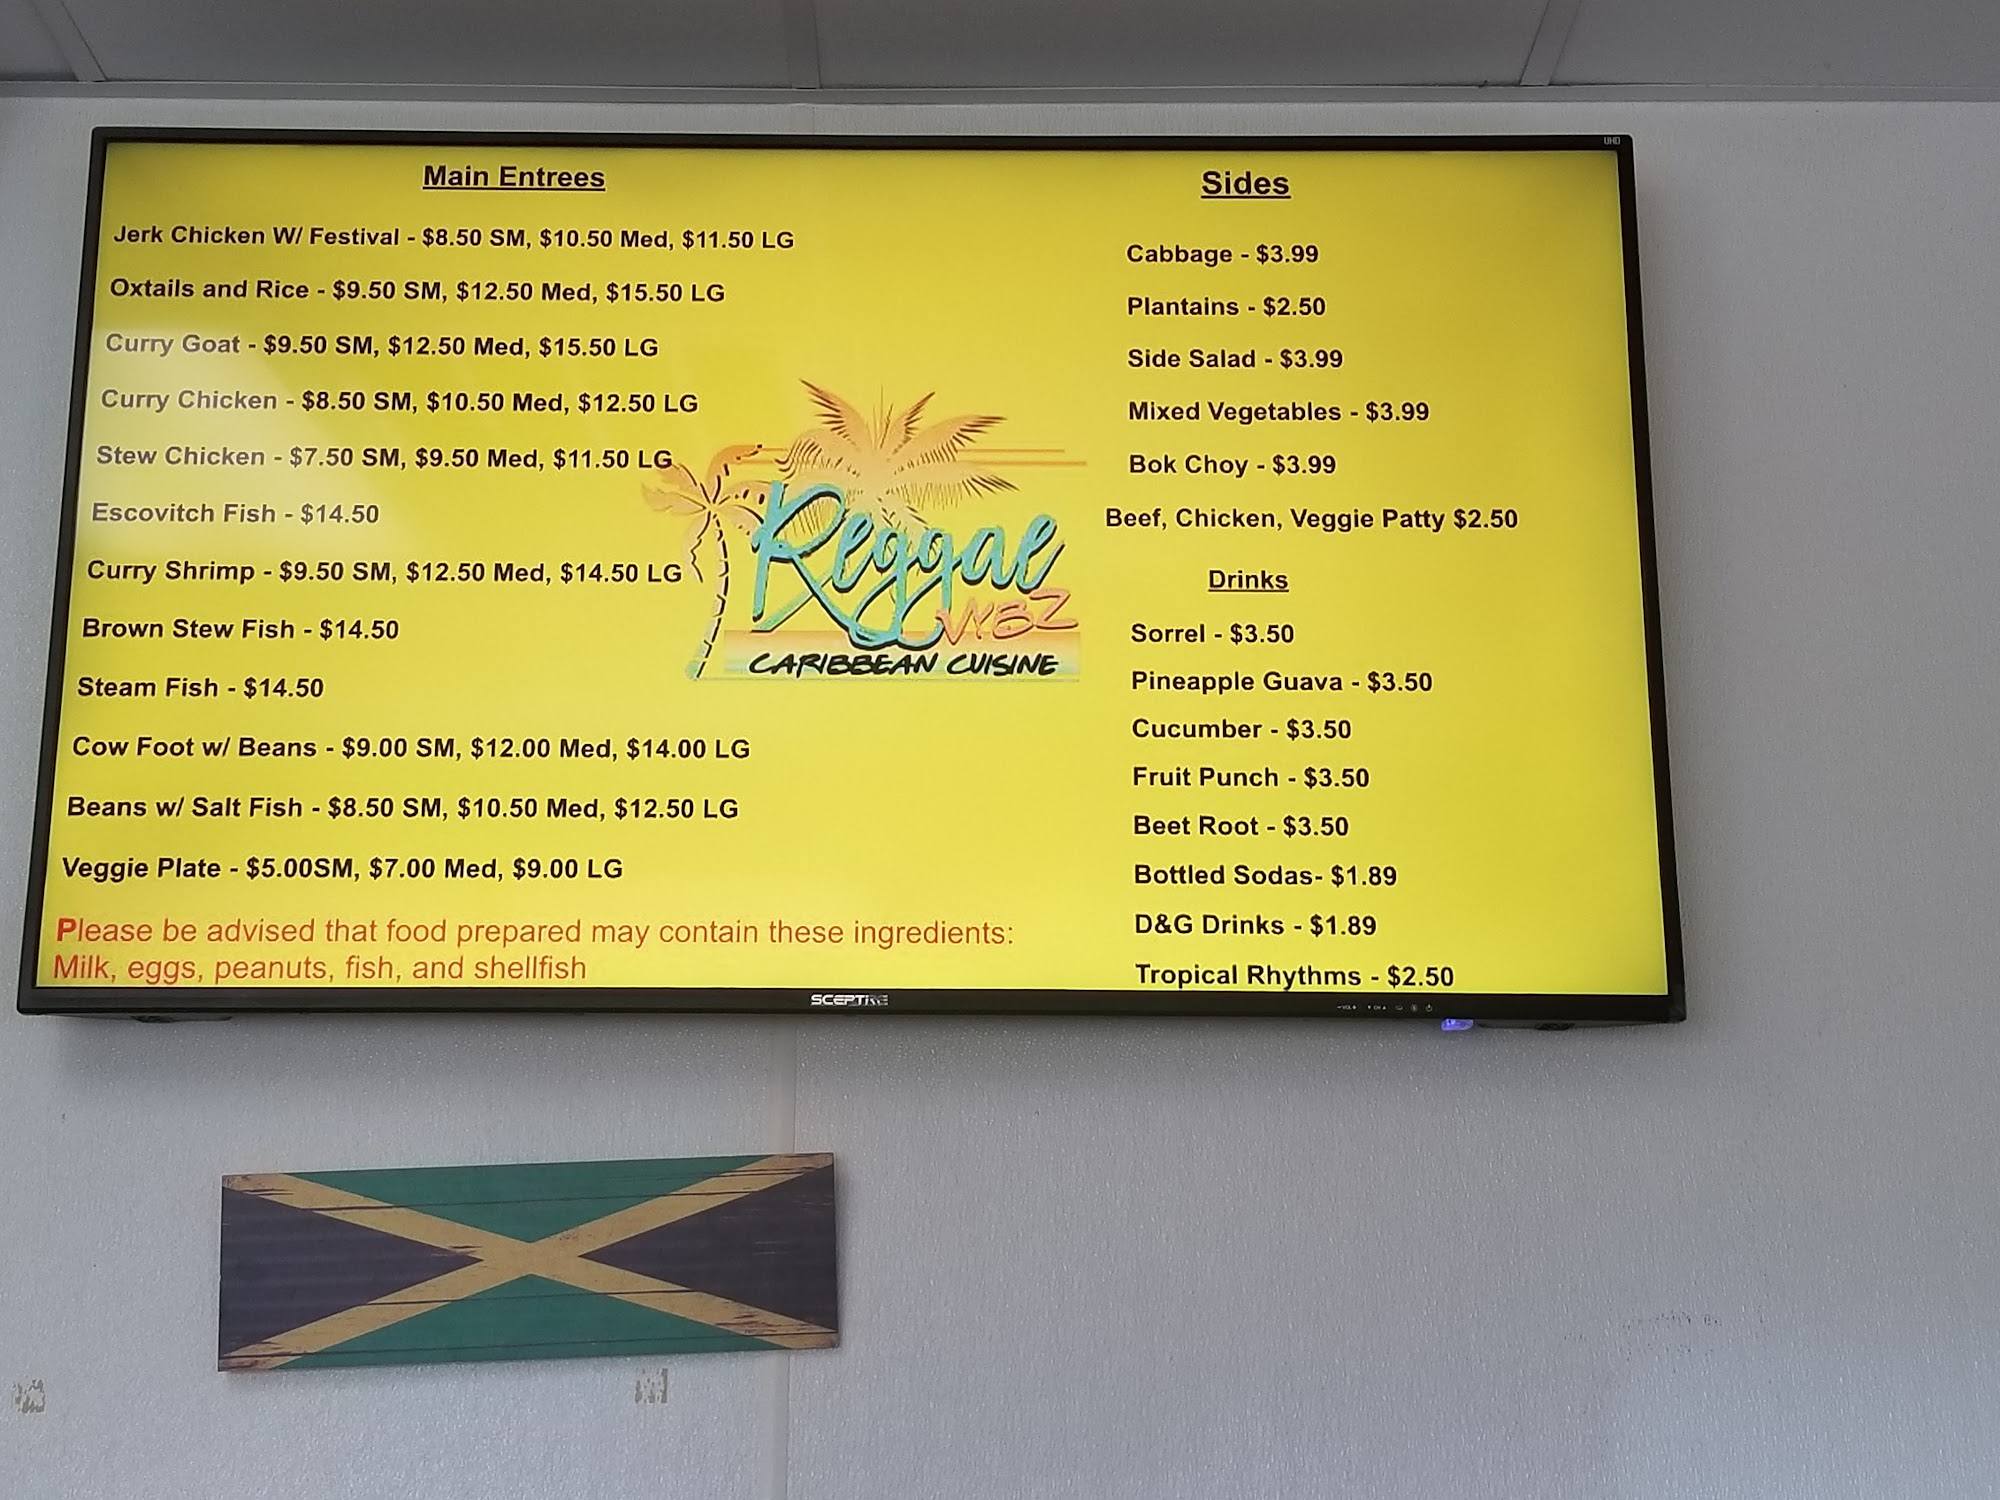 Main Entrees
Jerk Chicken W/ Festival - $8.50 SM, $10.50 Med, $11.50 LG
Oxtails and Rice - $9.50 SM, $12.50 Med, $15.50 LG
Curry Goat - $9.50 SM, $12.50 Med, $15.50 LG
Curry Chicken - $8.50 SM, $10.50 Med, $12.50 LG
Stew Chicken - $7.50 SM, $9.50 Med, $11.50 LG
Escovitch Fish - $14.50
Curry Shrimp - $9.50 SM, $12.50 Med, $14.50 LG
Brown Stew Fish - $14.50
Steam Fish - $14.50
Cow Foot w/ Beans - $9.00 SM, $12.00 Med, $14.00 LG
Beans w/ Salt Fish - $8.50 SM, $10.50 Med, $12.50 LG
Veggie Plate - $5.00SM, $7.00 Med, $9.00 LG
Please be advised that food prepared may contain these ingredients:
Milk, eggs, peanuts, fish, and shellfish
Reggae
VYBZ
CARIBBEAN CUISINE
Sides
Cabbage - $3.99
Plantains - $2.50
Side Salad - $3.99
Mixed Vegetables - $3.99
Bok Choy - $3.99
Beef, Chicken, Veggie Patty $2.50
Drinks
Sorrel - $3.50
Pineapple Guava - $3.50
Cucumber - $3.50
Fruit Punch - $3.50
Beet Root - $3.50
Bottled Sodas- $1.89
D&G Drinks - $1.89
Tropical Rhythms - $2.50
UHD
SCEPTRE